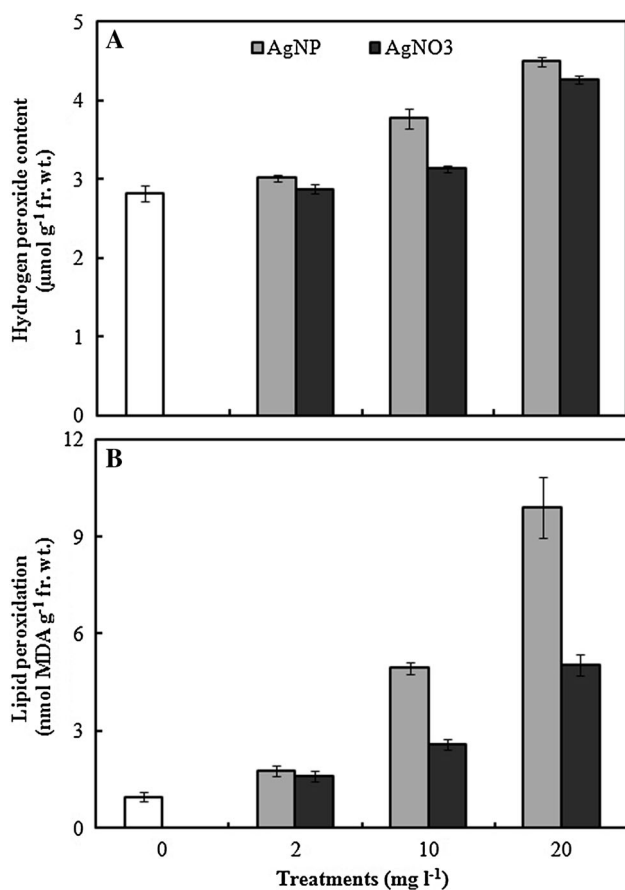 A
AgNP AgNO3
Hydrogen peroxide content
(µmol g⁻¹ fr. wt.)
5
4
3
2
1
0
B
Lipid peroxidation
(nmol MDA g⁻¹ fr. wt.)
12
9
6
3
0
0 2 10 20
Treatments (mg l⁻¹)